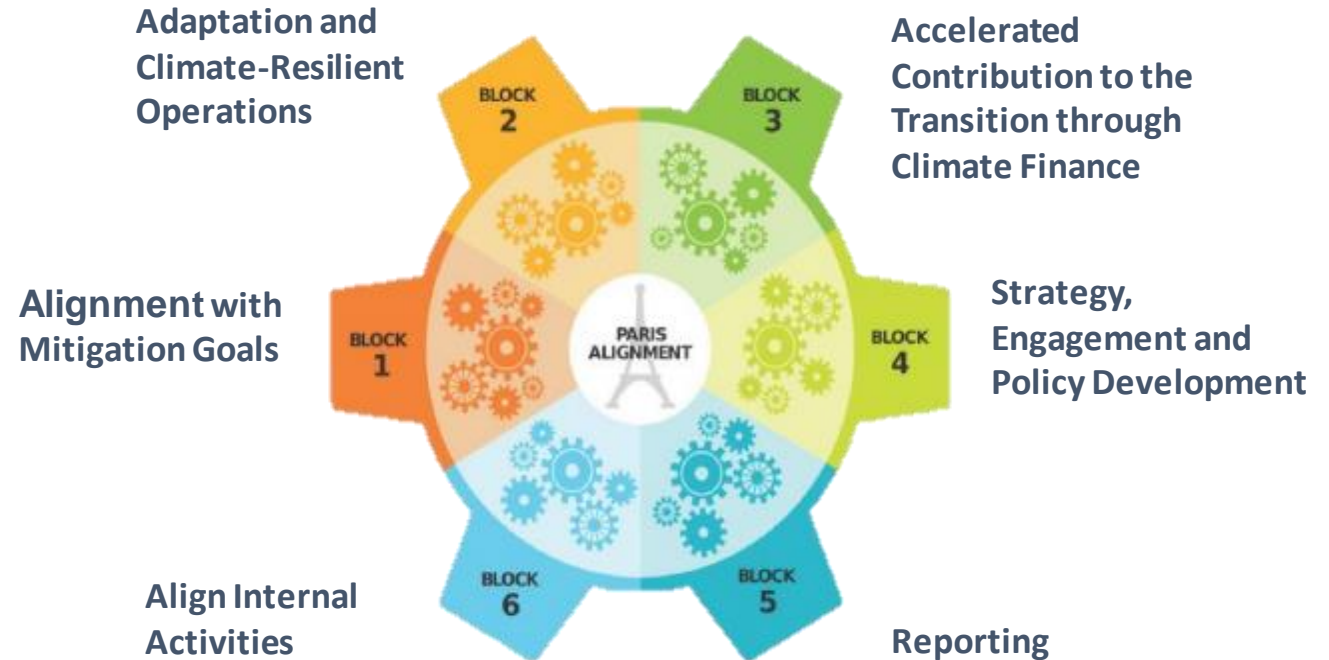 Adaptation and
Climate-Resilient
Operations
BLOCK
2
BLOCK
3
Accelerated
Contribution to the
Transition through
Climate Finance
Alignment with
Mitigation Goals
BLOCK
1
PARIS
ALIGNMENT
BLOCK
4
Strategy,
Engagement and
Policy Development
Align Internal
Activities
BLOCK
6
BLOCK
5
Reporting